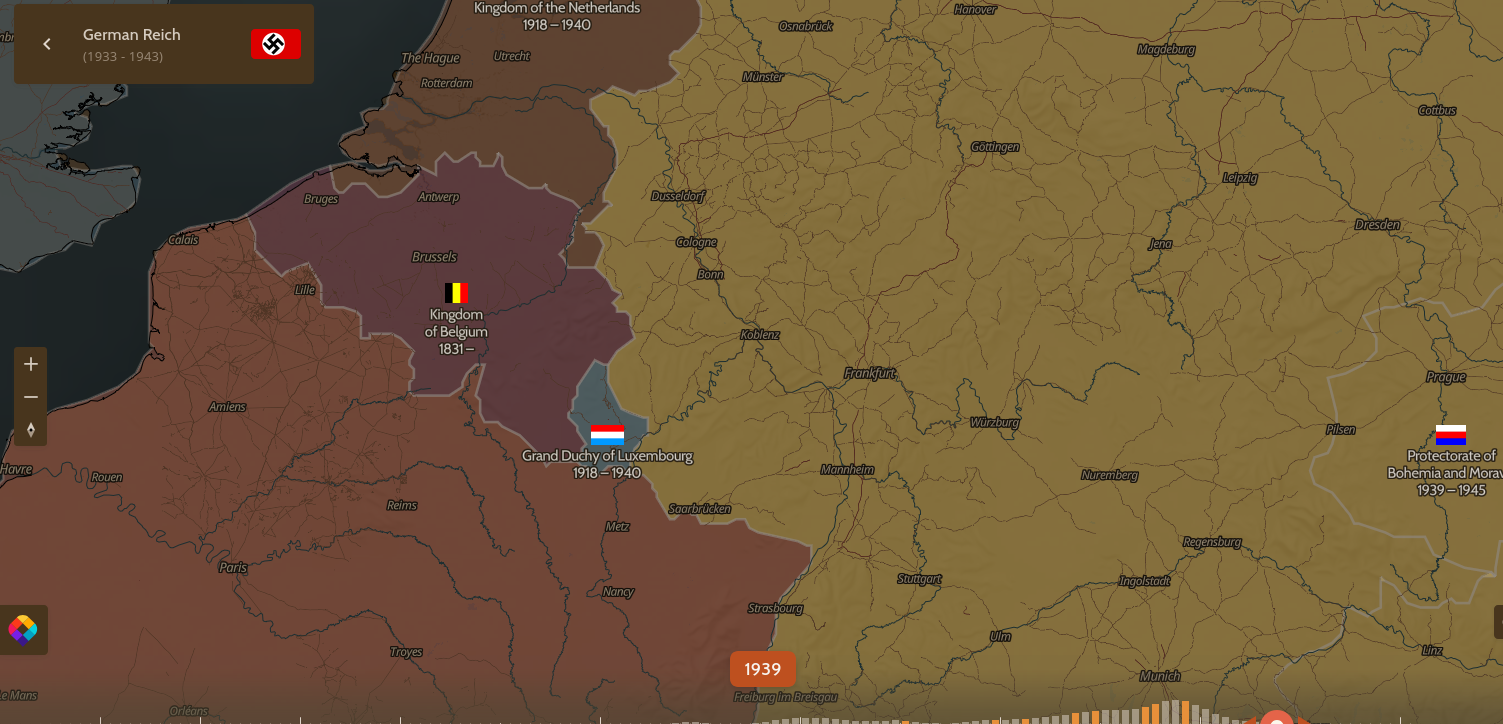 Kingdom of the Netherlands
1918 – 1940
Hanover
Osnabrück
German Reich
(1933 - 1943)
Magdeburg
The Hague
Utrecht
Münster
Rotterdam
Cottbus
Göttingen
Leipzig
Bruges
Antwerp
Dusseldorf
Dresden
Calais
Cologne
Jena
Brussels
Bonn
Lille
Kingdom
of Belgium
1831 –
Koblenz
Frankfurt
Prague
Amiens
Würzburg
Pilsen
Grand Duchy of Luxembourg
1918 – 1940
Protectorate of
Bohemia and Morav
1939 – 1945
Havre
Rouen
Mannheim
Nuremberg
Reims
Saarbrücken
Metz
Regensburg
Paris
Stuttgart
Ingolstadt
Nancy
Strasbourg
Ulm
Troyes
Linz
1939
Munich
Le Mans
Freiburg im Breisgau
Orléans